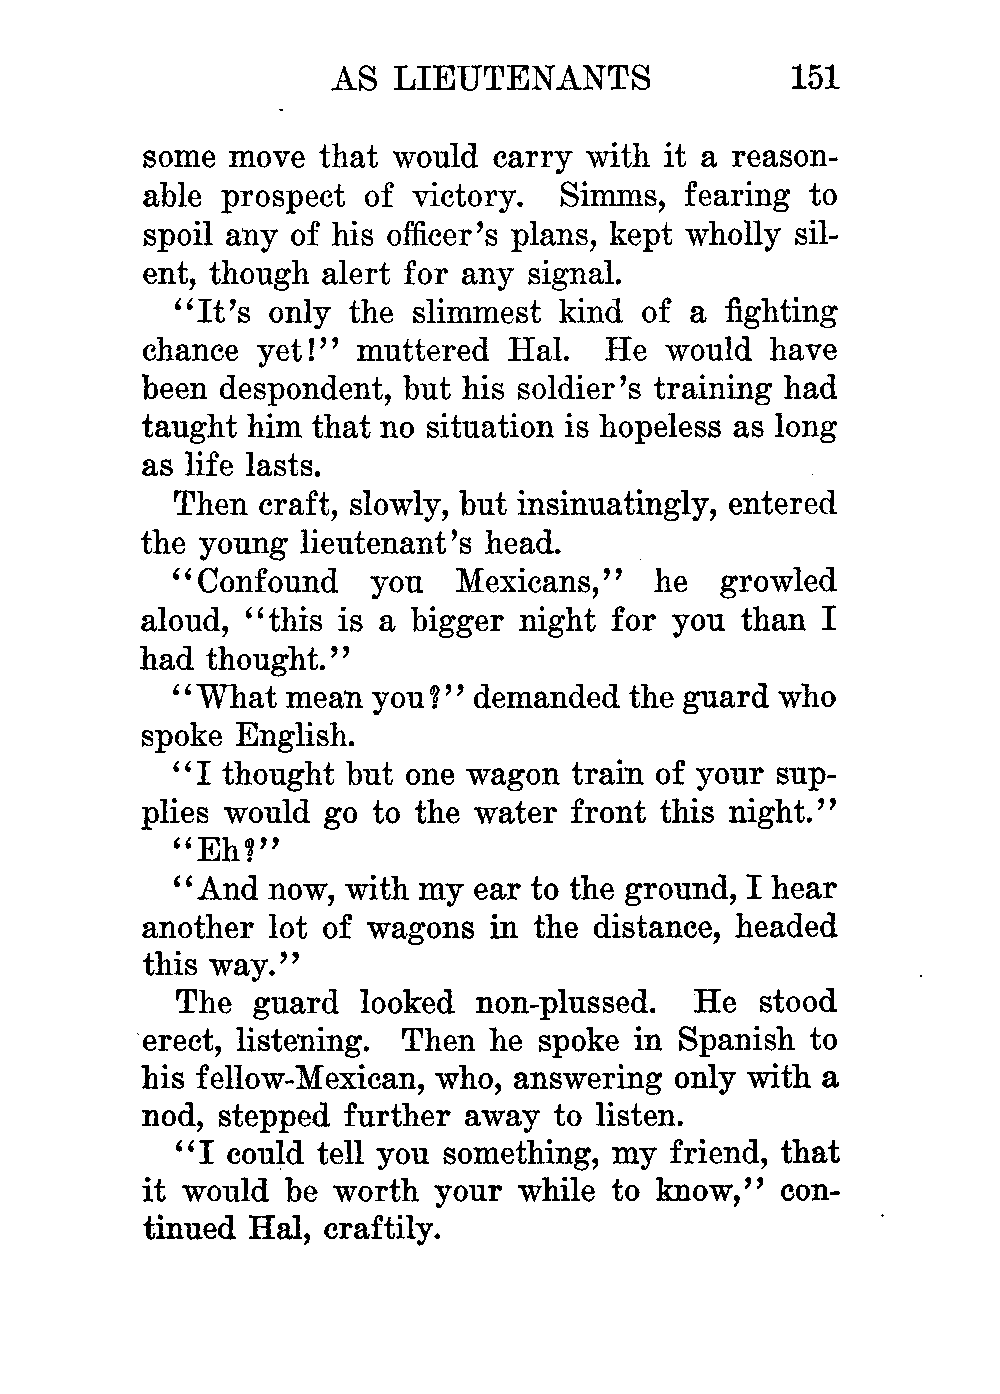 AS LIEUTENANTS 151
some move that would carry with it a reason-
able prospect of victory. Simms, fearing to
spoil any of his officer's plans, kept wholly sil-
ent, though alert for any signal.
"It's only the slimmest kind of a fighting
chance yet!" muttered Hal. He would have
been despondent, but his soldier's training had
taught him that no situation is hopeless as long
as life lasts.
Then craft, slowly, but insinuatingly, entered
the young lieutenant's head.
"Confound you Mexicans," he growled
aloud, "this is a bigger night for you than I
had thought."
"What mean you?" demanded the guard who
spoke English.
"I thought but one wagon train of your sup-
plies would go to the water front this night."
"Eh?"
"And now, with my ear to the ground, I hear
another lot of wagons in the distance, headed
this way."
The guard looked non-plussed. He stood
erect, listening. Then he spoke in Spanish to
his fellow-Mexican, who, answering only with a
nod, stepped further away to listen.
"I could tell you something, my friend, that
it would be worth your while to know," con-
tinued Hal, craftily.